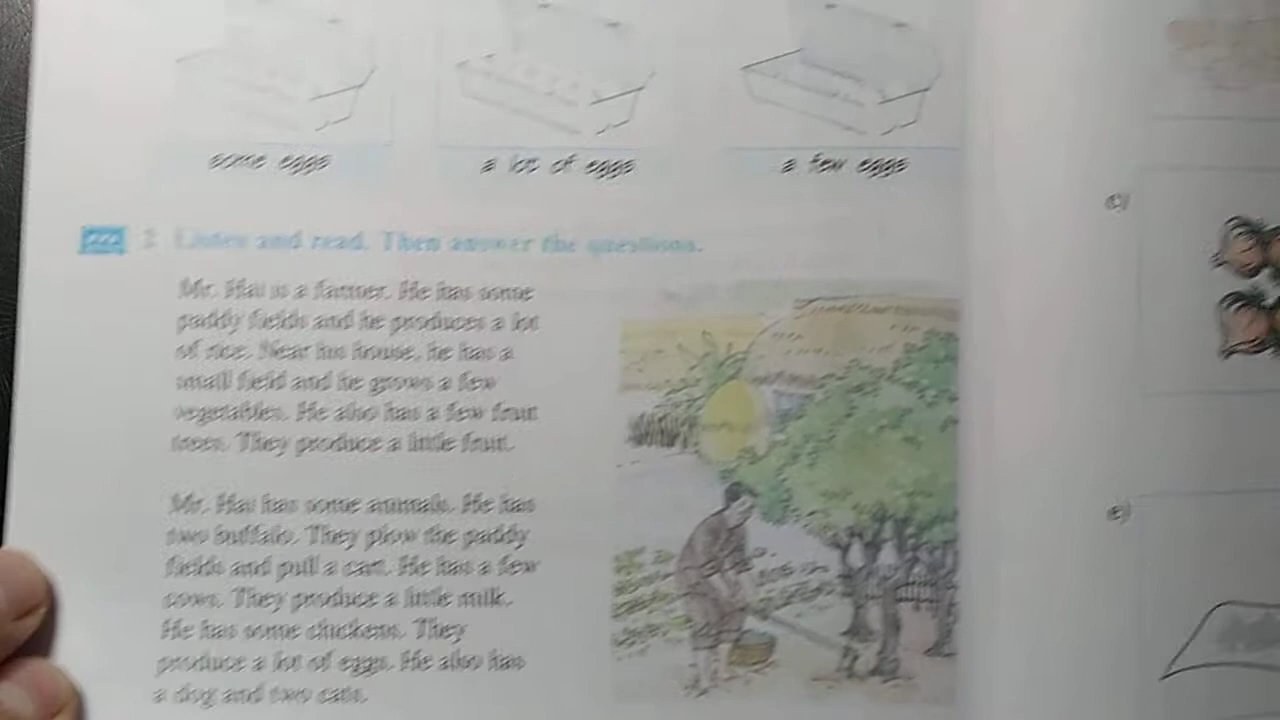 some eggs
a lot of eggs
a few eggs
2 Listen and read. Then answer the questions.
Mr. Hai is a farmer. He has some
paddy fields and he produces a lot
of rice. Near his house, he has a
small field and he grows a few
vegetables. He also has a few fruit
trees. They produce a little fruit.
Mr. Hai has some animals. He has
two buffalo. They plow the paddy
fields and pull a cart. He has a few
cows. They produce a little milk.
He has some chickens. They
produce a lot of eggs. He also has
a dog and two cats.
c)
e)